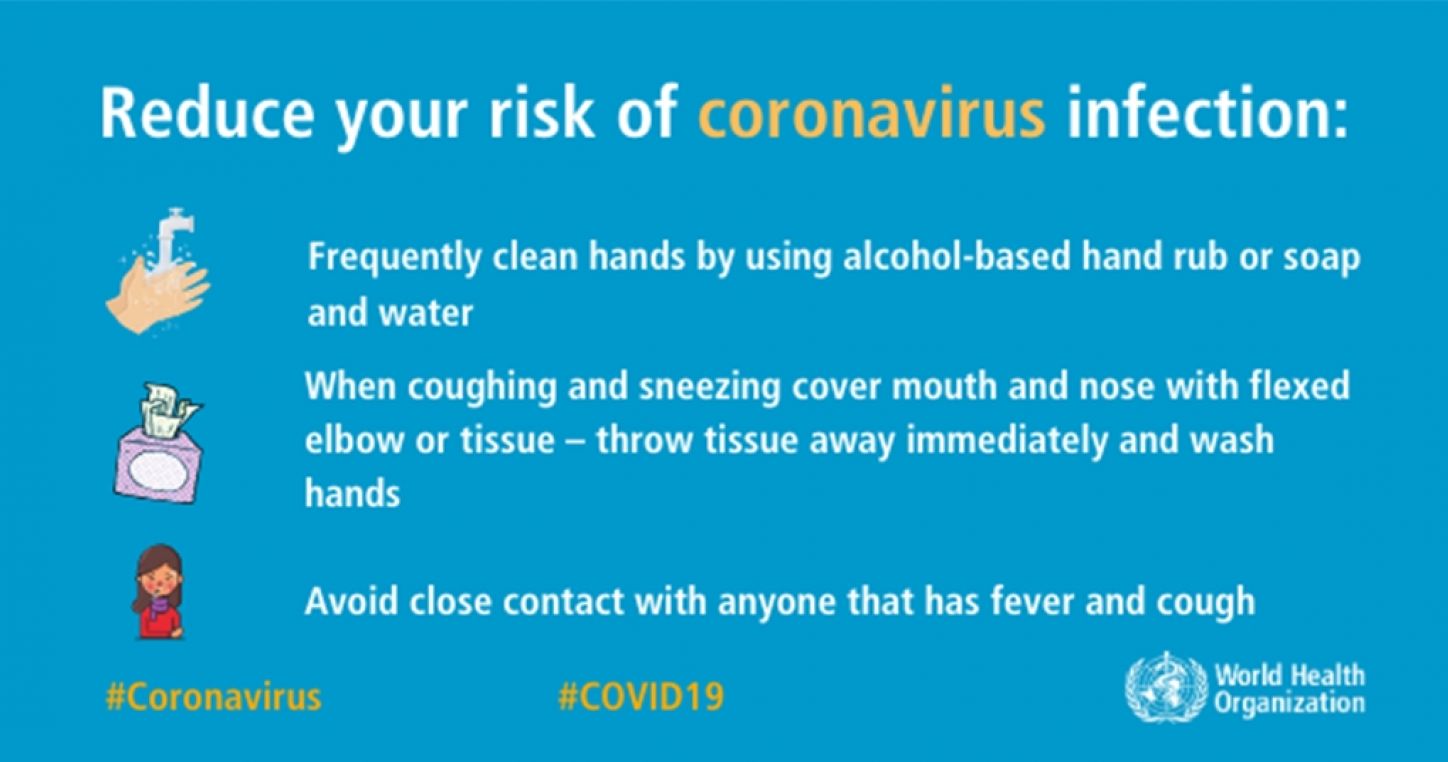 Reduce your risk of coronavirus infection:
Frequently clean hands by using alcohol-based hand rub or soap
and water
When coughing and sneezing cover mouth and nose with flexed
elbow or tissue – throw tissue away immediately and wash
hands
Avoid close contact with anyone that has fever and cough
#Coronavirus
#COVID19
World Health
Organization